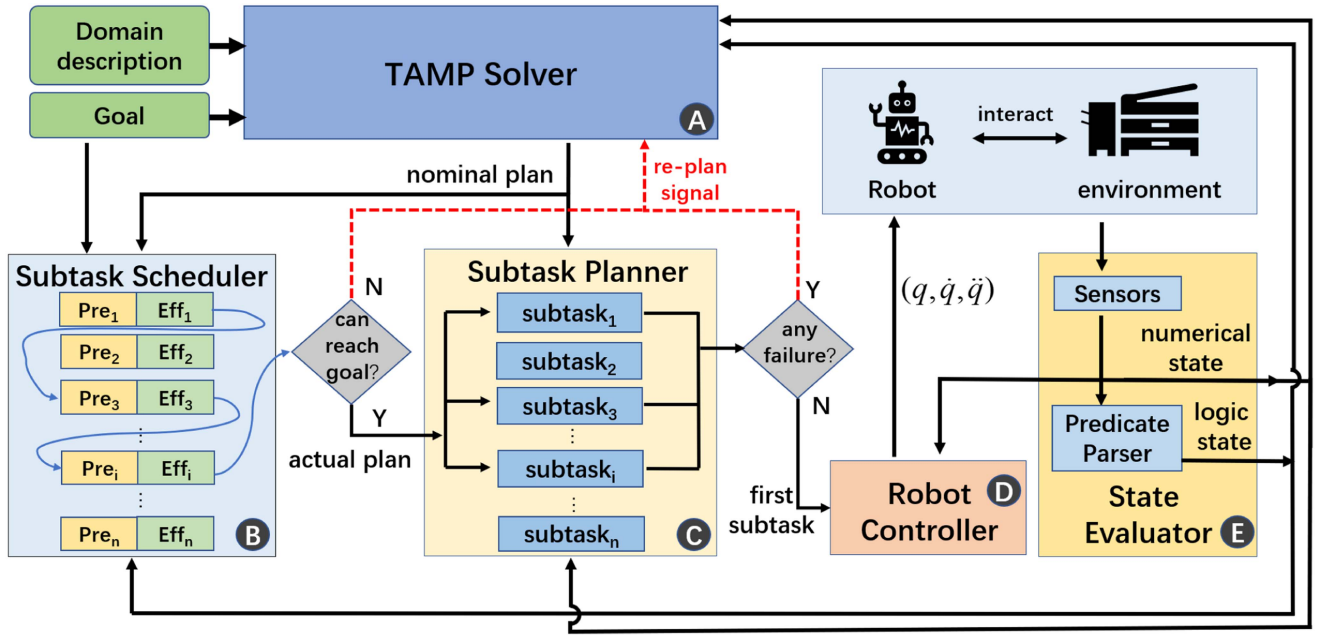 Domain
description
Goal
TAMP Solver
A
nominal plan
re-plan
signal
interact
Robot
environment
Subtask Scheduler
Pre₁ Eff₁
Pre₂ Eff₂
Pre₃ Eff₃
⋮
Preᵢ Effᵢ
⋮
Preₙ Effₙ
B
N
can
reach
goal?
Y
actual plan
Subtask Planner
subtask₁
subtask₂
subtask₃
⋮
subtaskᵢ
⋮
subtaskₙ
C
Y
any
failure?
N
first
subtask
(q, q̇, q̈)
Robot
Controller
D
Sensors
numerical
state
Predicate
Parser
logic
state
State
Evaluator
E